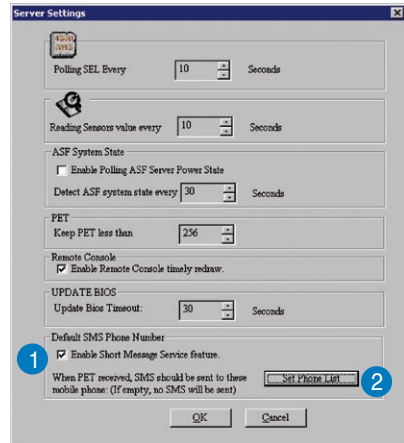 Server Settings
Polling SEL Every 10 Seconds
Reading Sensors value every 10 Seconds
ASF System State
Enable Polling ASF Server Power State
Detect ASF system state every 30 Seconds
PET
Keep PET less than 256
Remote Console
Enable Remote Console timely redraw.
UPDATE BIOS
Update Bios Timeout: 30 Seconds
Default SMS Phone Number
1 Enable Short Message Service feature.
When PET received, SMS should be sent to these Set Phone List 2
mobile phone: (If empty, no SMS will be sent)
OK Cancel